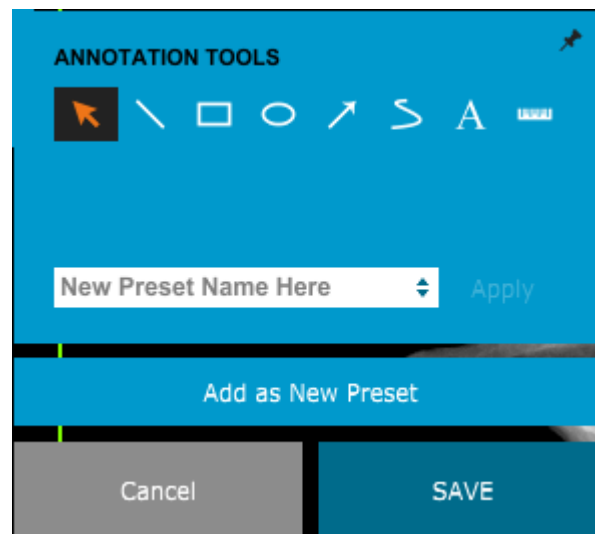 ANNOTATION TOOLS
A
New Preset Name Here
Apply
Add as New Preset
Cancel
SAVE